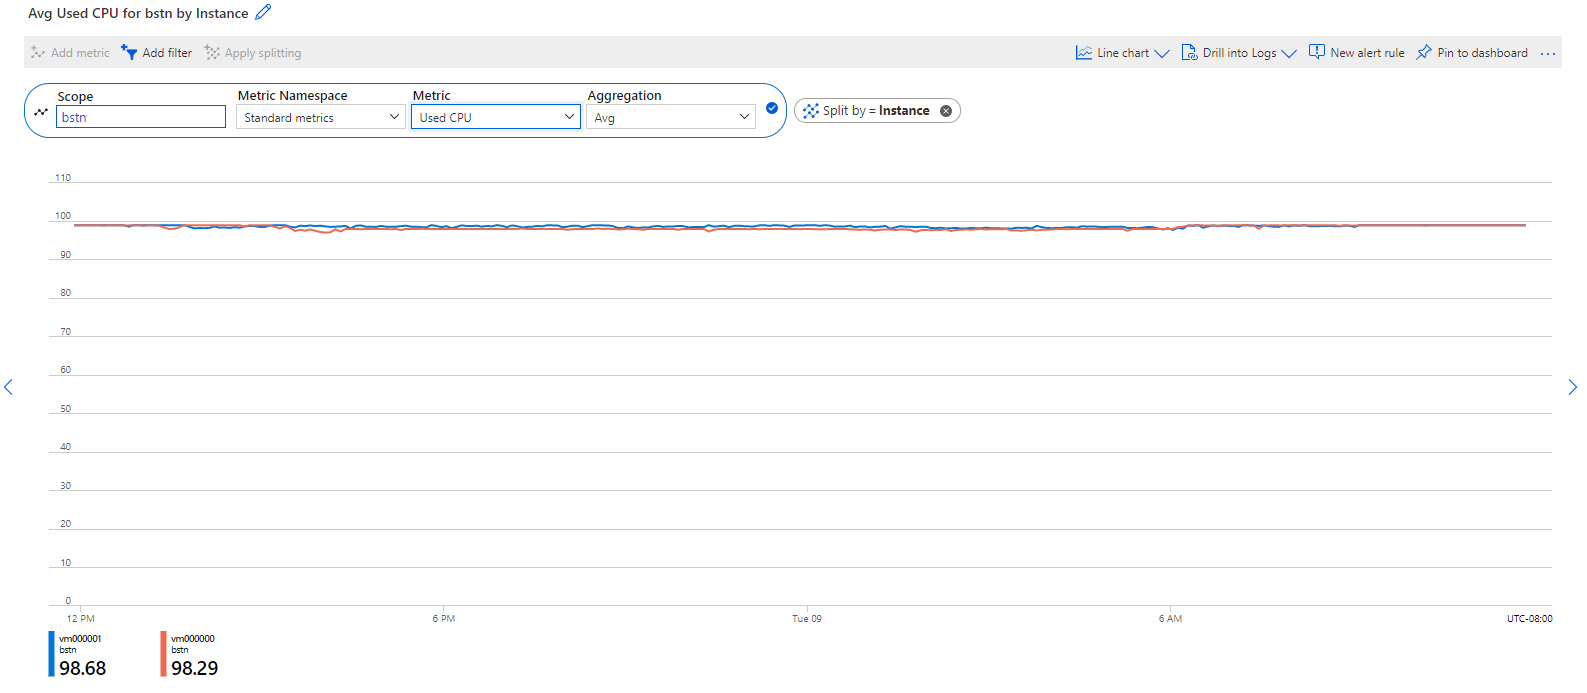 Avg Used CPU for bstn by Instance
Add metric Add filter Apply splitting Line chart Drill into Logs New alert rule Pin to dashboard ...
Scope Metric Namespace Metric Aggregation
bstn Standard metrics Used CPU Avg Split by = Instance
110
100
90
80
70
60
50
40
30
20
10
0
12 PM 6 PM Tue 09 6 AM UTC-08:00
vm000001 vm000000
bstn bstn
98.68 98.29